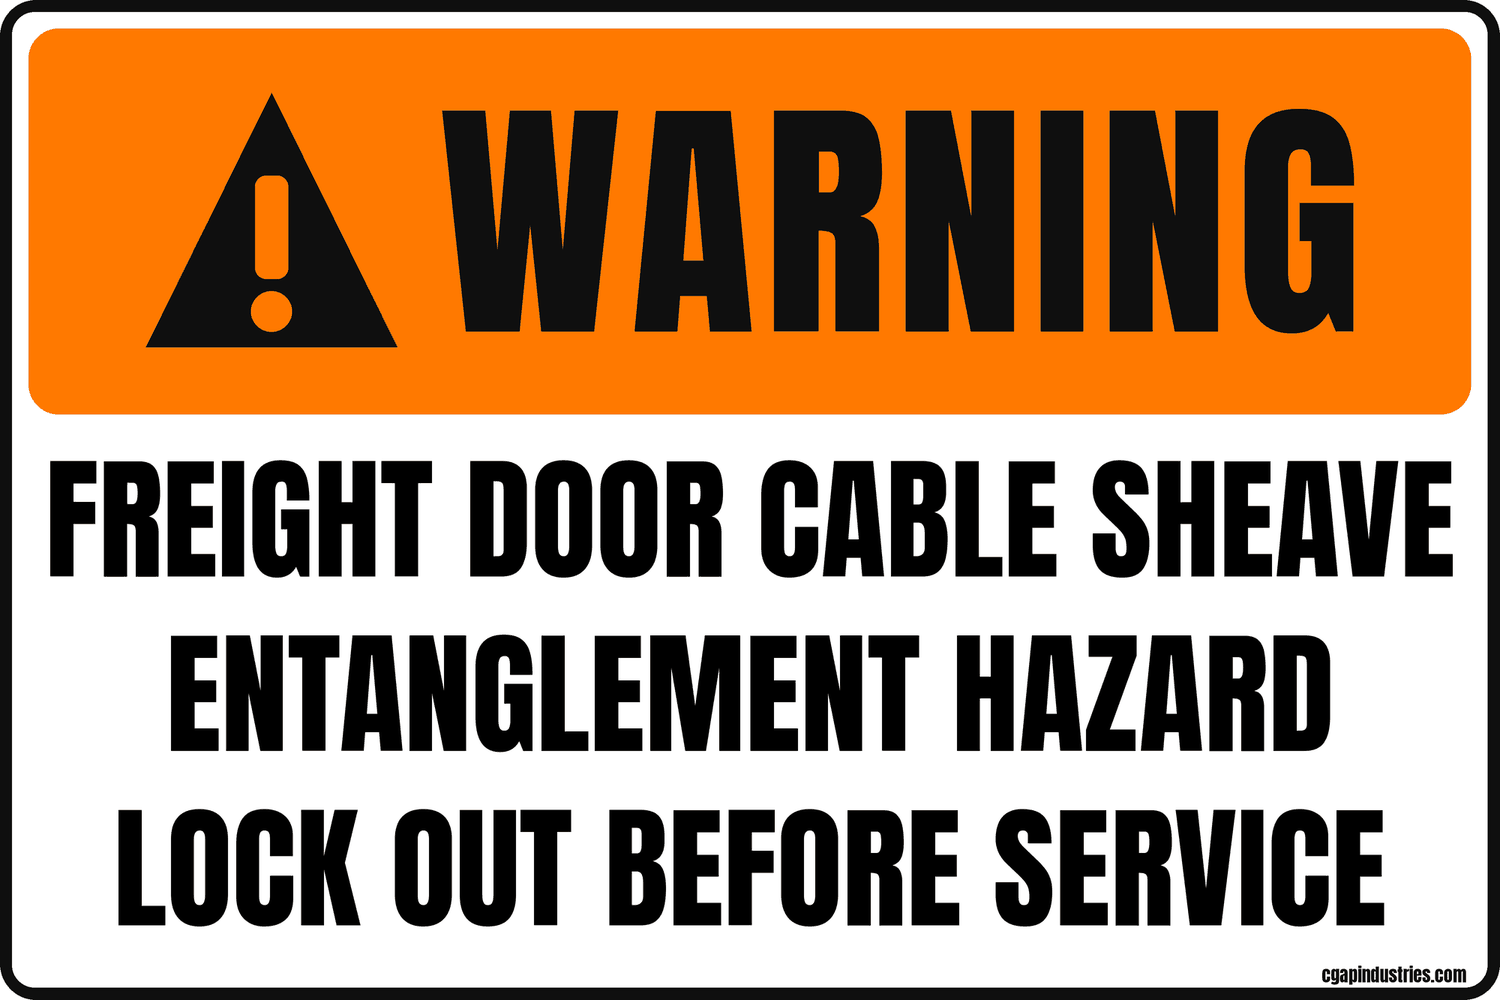 WARNING
FREIGHT DOOR CABLE SHEAVE
ENTANGLEMENT HAZARD
LOCK OUT BEFORE SERVICE
cgapindustries.com